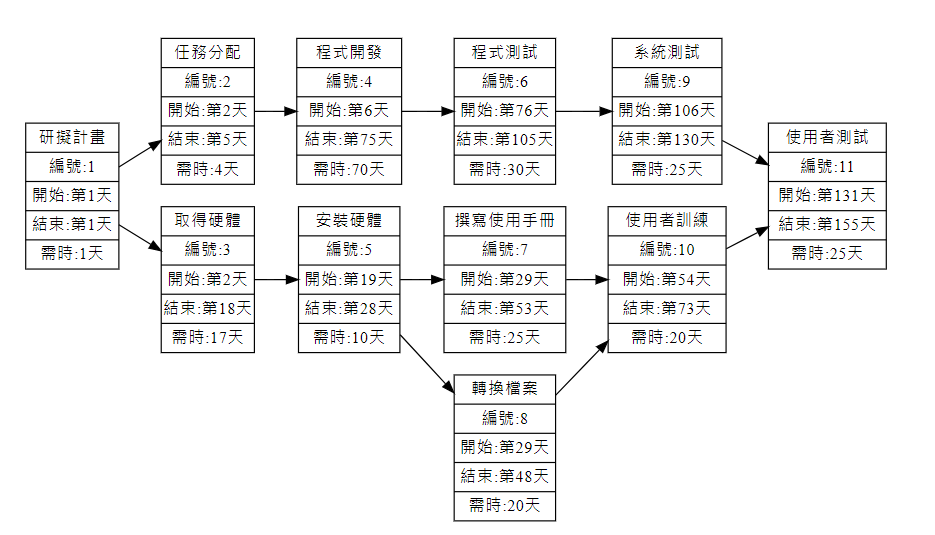 研擬計畫
編號:1
開始:第1天
結束:第1天
需時:1天
任務分配
編號:2
開始:第2天
結束:第5天
需時:4天
程式開發
編號:4
開始:第6天
結束:第75天
需時:70天
程式測試
編號:6
開始:第76天
結束:第105天
需時:30天
系統測試
編號:9
開始:第106天
結束:第130天
需時:25天
取得硬體
編號:3
開始:第2天
結束:第18天
需時:17天
安裝硬體
編號:5
開始:第19天
結束:第28天
需時:10天
撰寫使用手冊
編號:7
開始:第29天
結束:第53天
需時:25天
使用者訓練
編號:10
開始:第54天
結束:第73天
需時:20天
轉換檔案
編號:8
開始:第29天
結束:第48天
需時:20天
使用者測試
編號:11
開始:第131天
結束:第155天
需時:25天